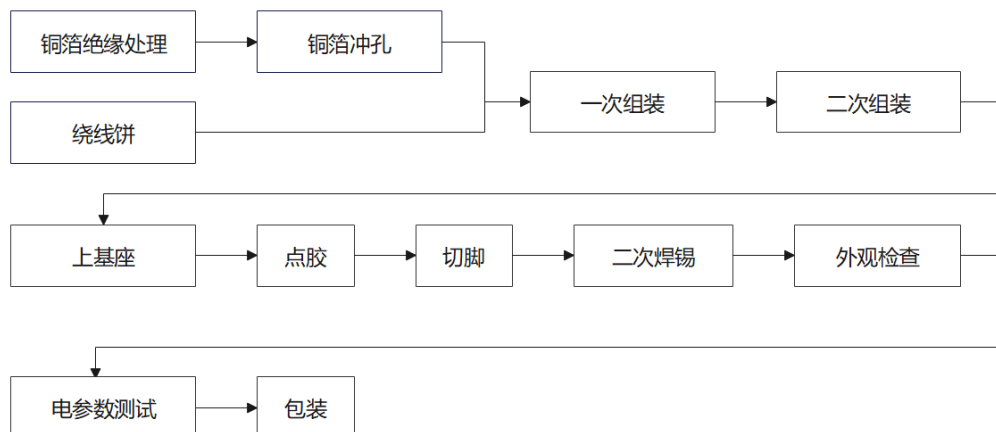 铜箔绝缘处理
铜箔冲孔
绕线饼
一次组装
二次组装
上基座
点胶
切脚
二次焊锡
外观检查
电参数测试
包装